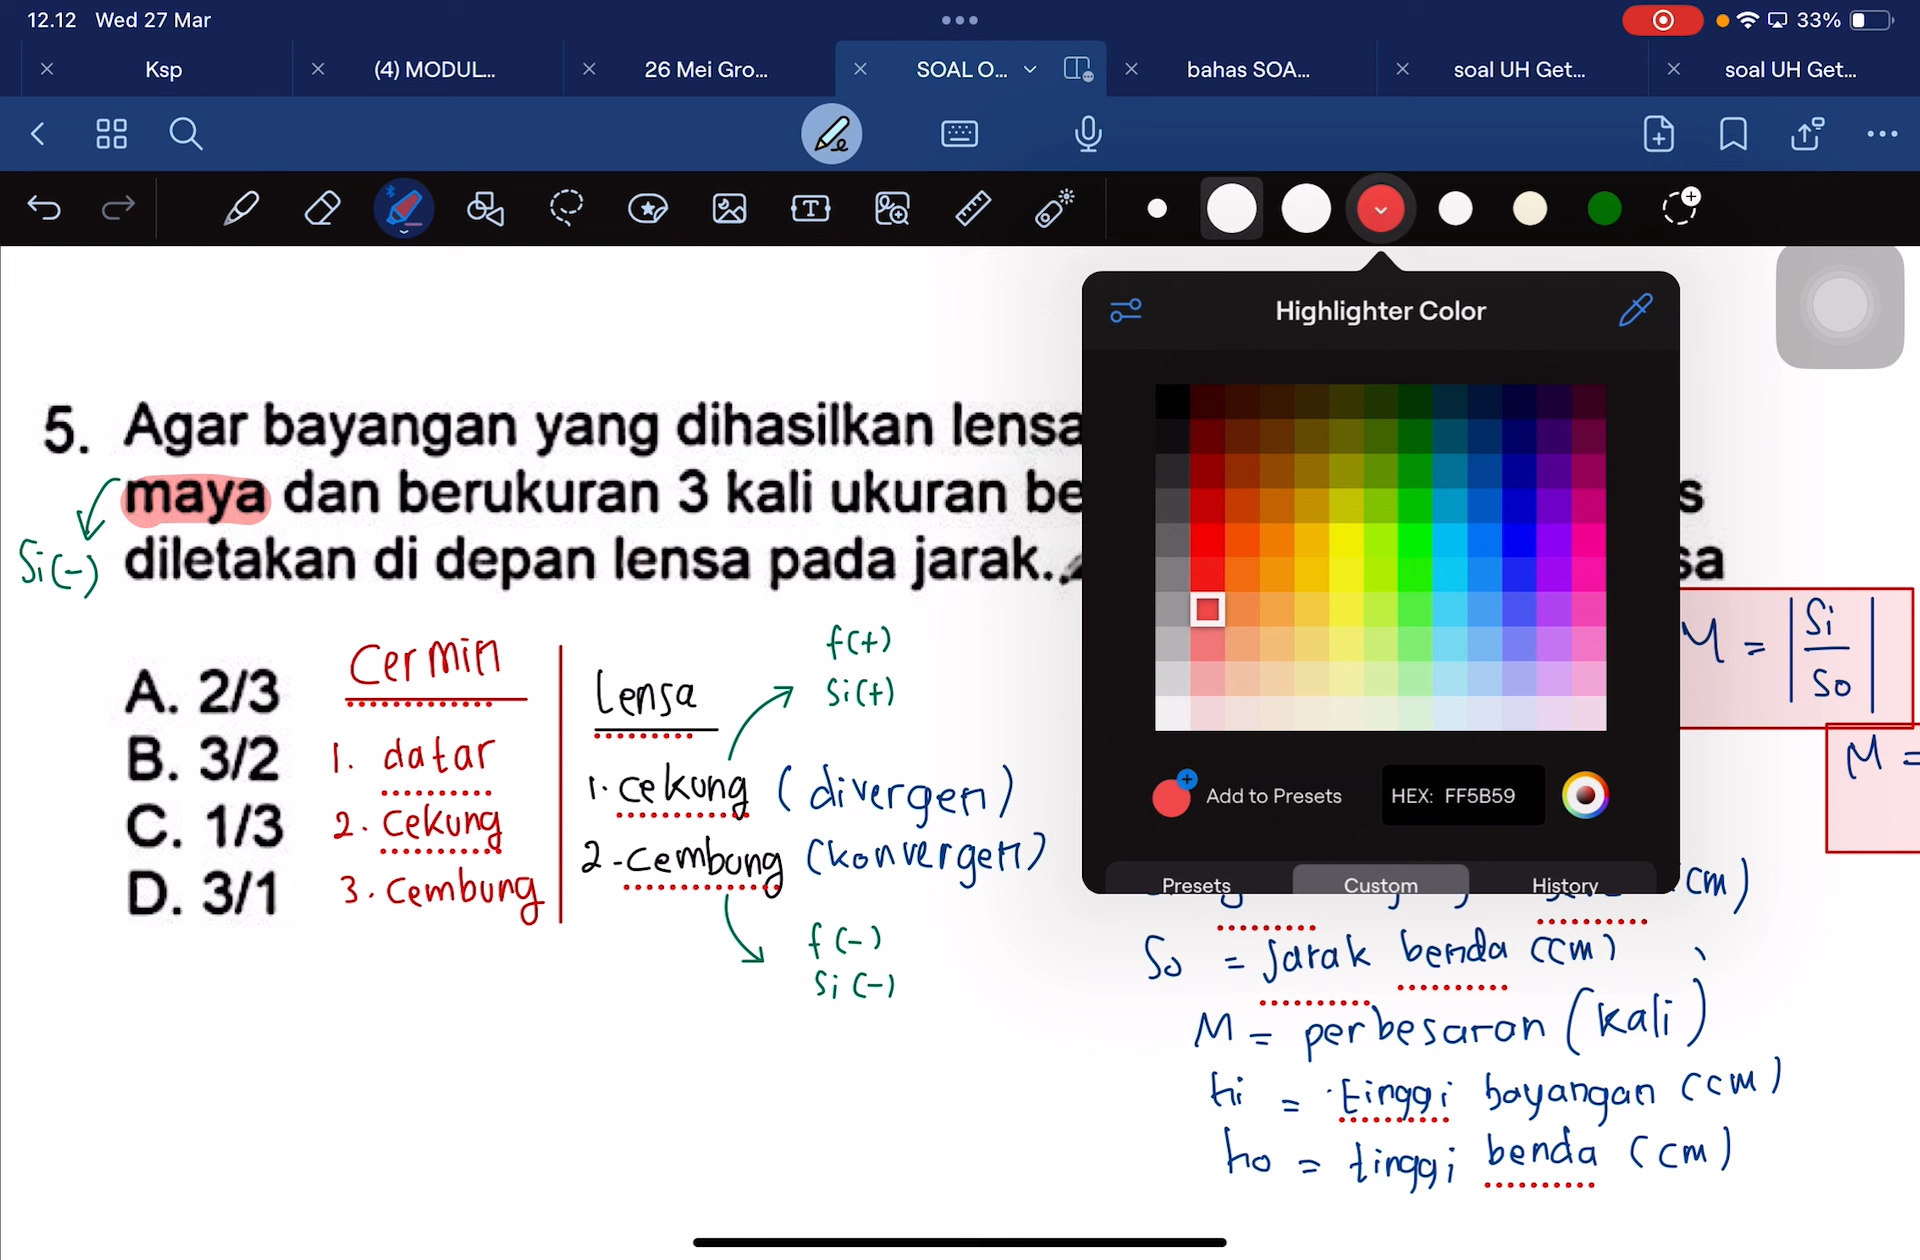 12.12 Wed 27 Mar
33%
Ksp
(4) MODUL...
26 Mei Gro...
SOAL O...
bahas SOA...
soal UH Get...
soal UH Get...
Highlighter Color
5. Agar bayangan yang dihasilkan lensa
maya dan berukuran 3 kali ukuran be
s
Si(-)
diletakan di depan lensa pada jarak..
sa
A. 2/3
B. 3/2
C. 1/3
D. 3/1
Cermin
1. datar
2. cekung
3. cembung
Lensa
f(+)
Si(+)
1. cekung (divergen)
2. cembung (konvergen)
f(-)
Si(-)
M = |Si/So|
M =
Add to Presets
HEX: FF5B59
Presets
Custom
History
(cm)
So = jarak benda (cm)
M = perbesaran (kali)
hi = tinggi bayangan (cm)
ho = tinggi benda (cm)